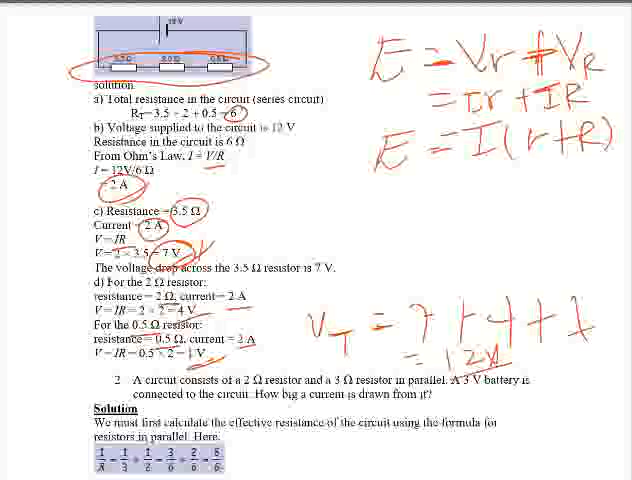 12 V
3.5 Ω 2.0 Ω 0.5 Ω
solution
a) Total resistance in the circuit (series circuit)
R_T = 3.5 + 2 + 0.5 = 6
b) Voltage supplied to the circuit is 12 V
Resistance in the circuit is 6 Ω
From Ohm's Law, I = V/R
I = 12V/6 Ω
= 2 A
c) Resistance = 3.5 Ω
Current = 2 A
V = IR
V = 2 × 3.5 = 7 V
The voltage drop across the 3.5 Ω resistor is 7 V.
d) For the 2 Ω resistor:
resistance = 2 Ω, current = 2 A
V = IR = 2 × 2 = 4 V
For the 0.5 Ω resistor:
resistance = 0.5 Ω, current = 2 A
V = IR = 0.5 × 2 = 1 V
E = Vr + VR
= Ir + IR
E = I(r+R)
V_T = 7 + 4 + 1
= 12V
2 A circuit consists of a 2 Ω resistor and a 3 Ω resistor in parallel. A 3 V battery is
connected to the circuit. How big a current is drawn from it?
Solution
We must first calculate the effective resistance of the circuit using the formula for
resistors in parallel. Here,
1/R = 1/3 + 1/2 = 3/6 + 2/6 = 5/6